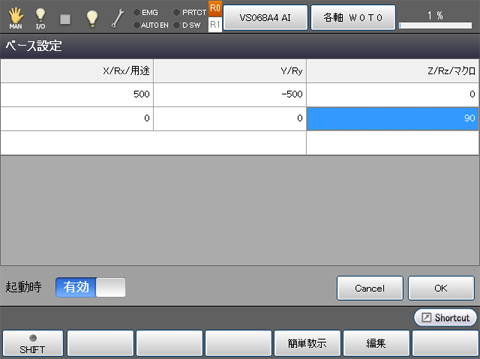 MAN
I/O
EMG
PRTCT
AUTO EN
D SW
R0
R1
VS068A4 AI
各軸 W0T0
1 %
ベース設定
X/Rx/用途 Y/Ry Z/Rz/マクロ
500 -500 0
0 0 90
起動時 有効 Cancel OK
Shortcut
SHIFT 簡単教示 編集